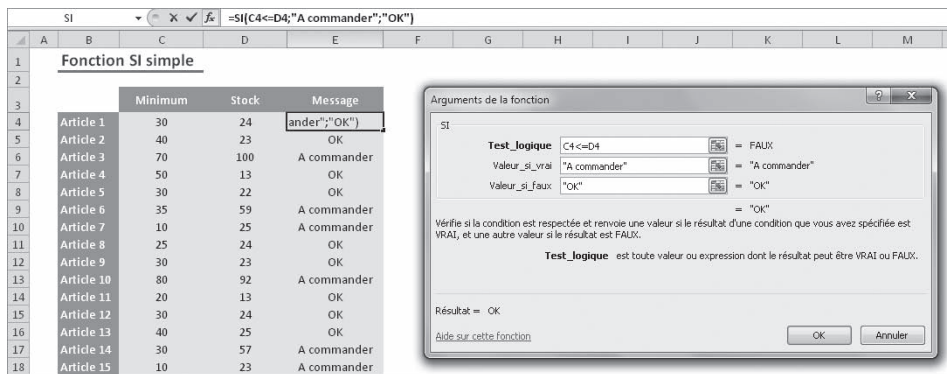 SI fx =SI(C4<=D4;"A commander";"OK")
A B C D E F G H I J K L M
1 Fonction SI simple
2
3 Minimum Stock Message
4 Article 1 30 24 ander";"OK")
5 Article 2 40 23 OK
6 Article 3 70 100 A commander
7 Article 4 50 13 OK
8 Article 5 30 22 OK
9 Article 6 35 59 A commander
10 Article 7 10 25 A commander
11 Article 8 25 24 OK
12 Article 9 30 23 OK
13 Article 10 80 92 A commander
14 Article 11 20 13 OK
15 Article 12 30 24 OK
16 Article 13 40 25 OK
17 Article 14 30 57 A commander
18 Article 15 10 23 A commander
Arguments de la fonction
SI
Test_logique C4<=D4 = FAUX
Valeur_si_vrai "A commander" = "A commander"
Valeur_si_faux "OK" = "OK"
= "OK"
Vérifie si la condition est respectée et renvoie une valeur si le résultat d'une condition que vous avez spécifiée est
VRAI, et une autre valeur si le résultat est FAUX.
Test_logique est toute valeur ou expression dont le résultat peut être VRAI ou FAUX.
Résultat = OK
Aide sur cette fonction
OK Annuler